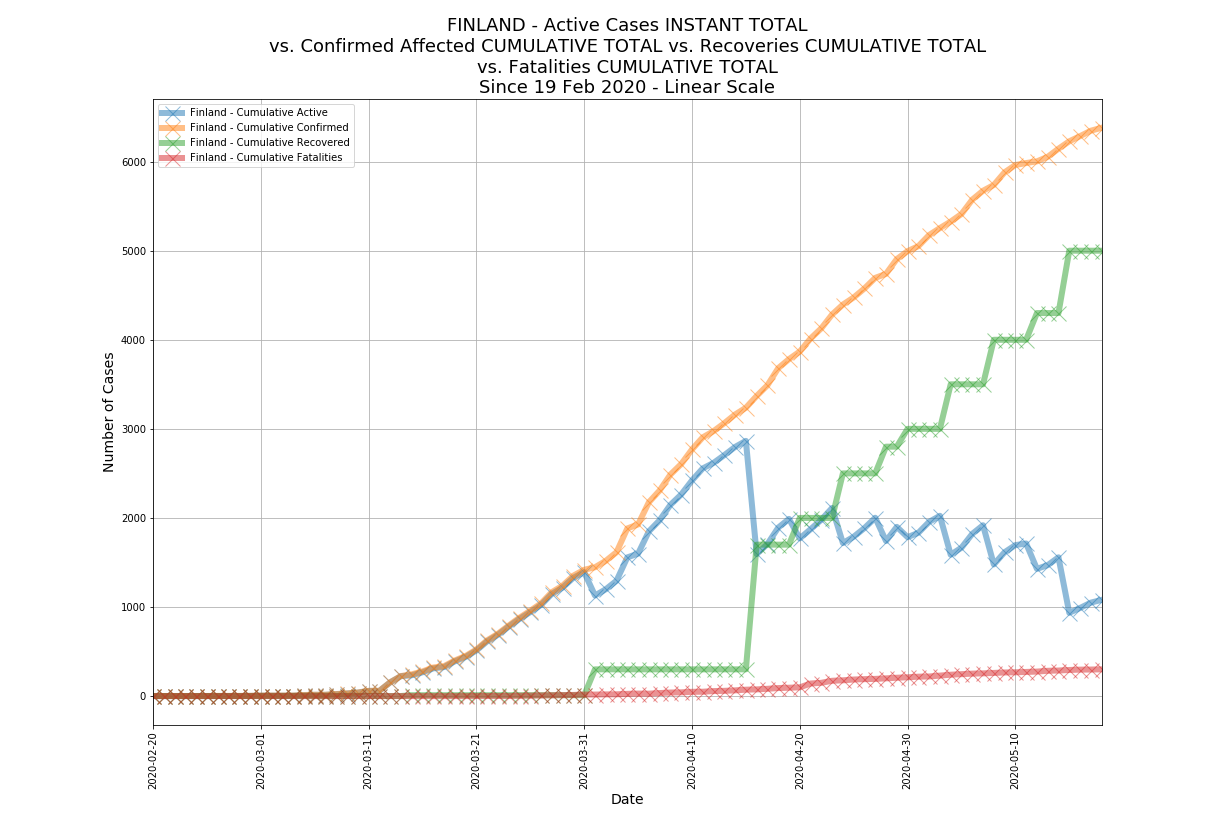 FINLAND - Active Cases INSTANT TOTAL
vs. Confirmed Affected CUMULATIVE TOTAL vs. Recoveries CUMULATIVE TOTAL
vs. Fatalities CUMULATIVE TOTAL
Since 19 Feb 2020 - Linear Scale
Finland - Cumulative Active
Finland - Cumulative Confirmed
Finland - Cumulative Recovered
Finland - Cumulative Fatalities
Number of Cases
6000
5000
4000
3000
2000
1000
0
2020-02-20
2020-03-01
2020-03-11
2020-03-21
2020-03-31
2020-04-10
2020-04-20
2020-04-30
2020-05-10
Date